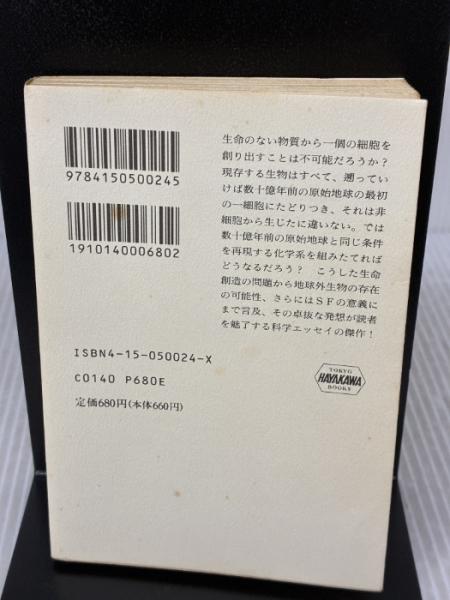 生命のない物質から一個の細胞を
創り出すことは不可能だろうか？
現存する生物はすべて、遡ってい
けば数十億年前の原始地球の最初
の一細胞にたどりつき、それは非
細胞から生じたに違いない。では
数十億年前の原始地球と同じ条件
を再現する化学系を組みたてれば
どうなるだろう？　こうした生命
創造の問題から地球外生物の存在
の可能性、さらにはＳＦの意義に
まで言及、その卓抜な発想が読者
を魅了する科学エッセイの傑作！
9784150500245
1910140006802
ISBN4-15-050024-X
C0140 P680E
定価680円(本体660円)
TOKYO
HAYAKAWA
BOOKS